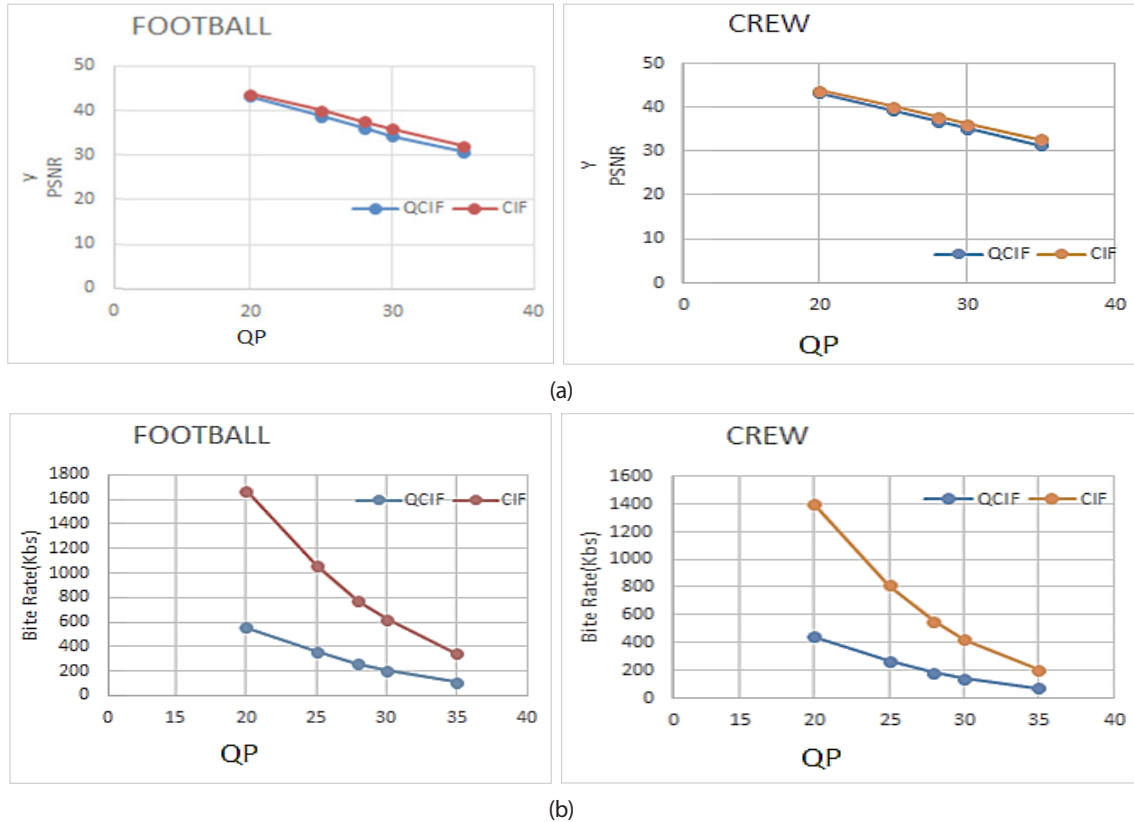 FOOTBALL
50
40
30
20
10
0
y
PSNR
QCIF CIF
0 20 30 40
QP
CREW
50
40
30
20
10
0
Y
PSNR
QCIF CIF
0 20 30 40
QP
(a)
FOOTBALL
1800
1600
1400
1200
1000
800
600
400
200
0
Bite Rate(Kbs)
QCIF CIF
0 15 20 25 30 35 40
QP
CREW
1600
1400
1200
1000
800
600
400
200
0
Bite Rate(Kbs)
QCIF CIF
0 15 20 25 30 35 40
QP
(b)